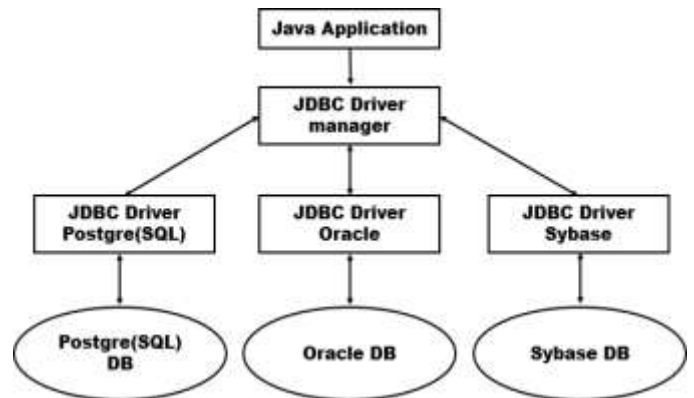 Java Application
JDBC Driver
manager
JDBC Driver
Postgre(SQL)
JDBC Driver
Oracle
JDBC Driver
Sybase
Postgre(SQL)
DB
Oracle DB
Sybase DB